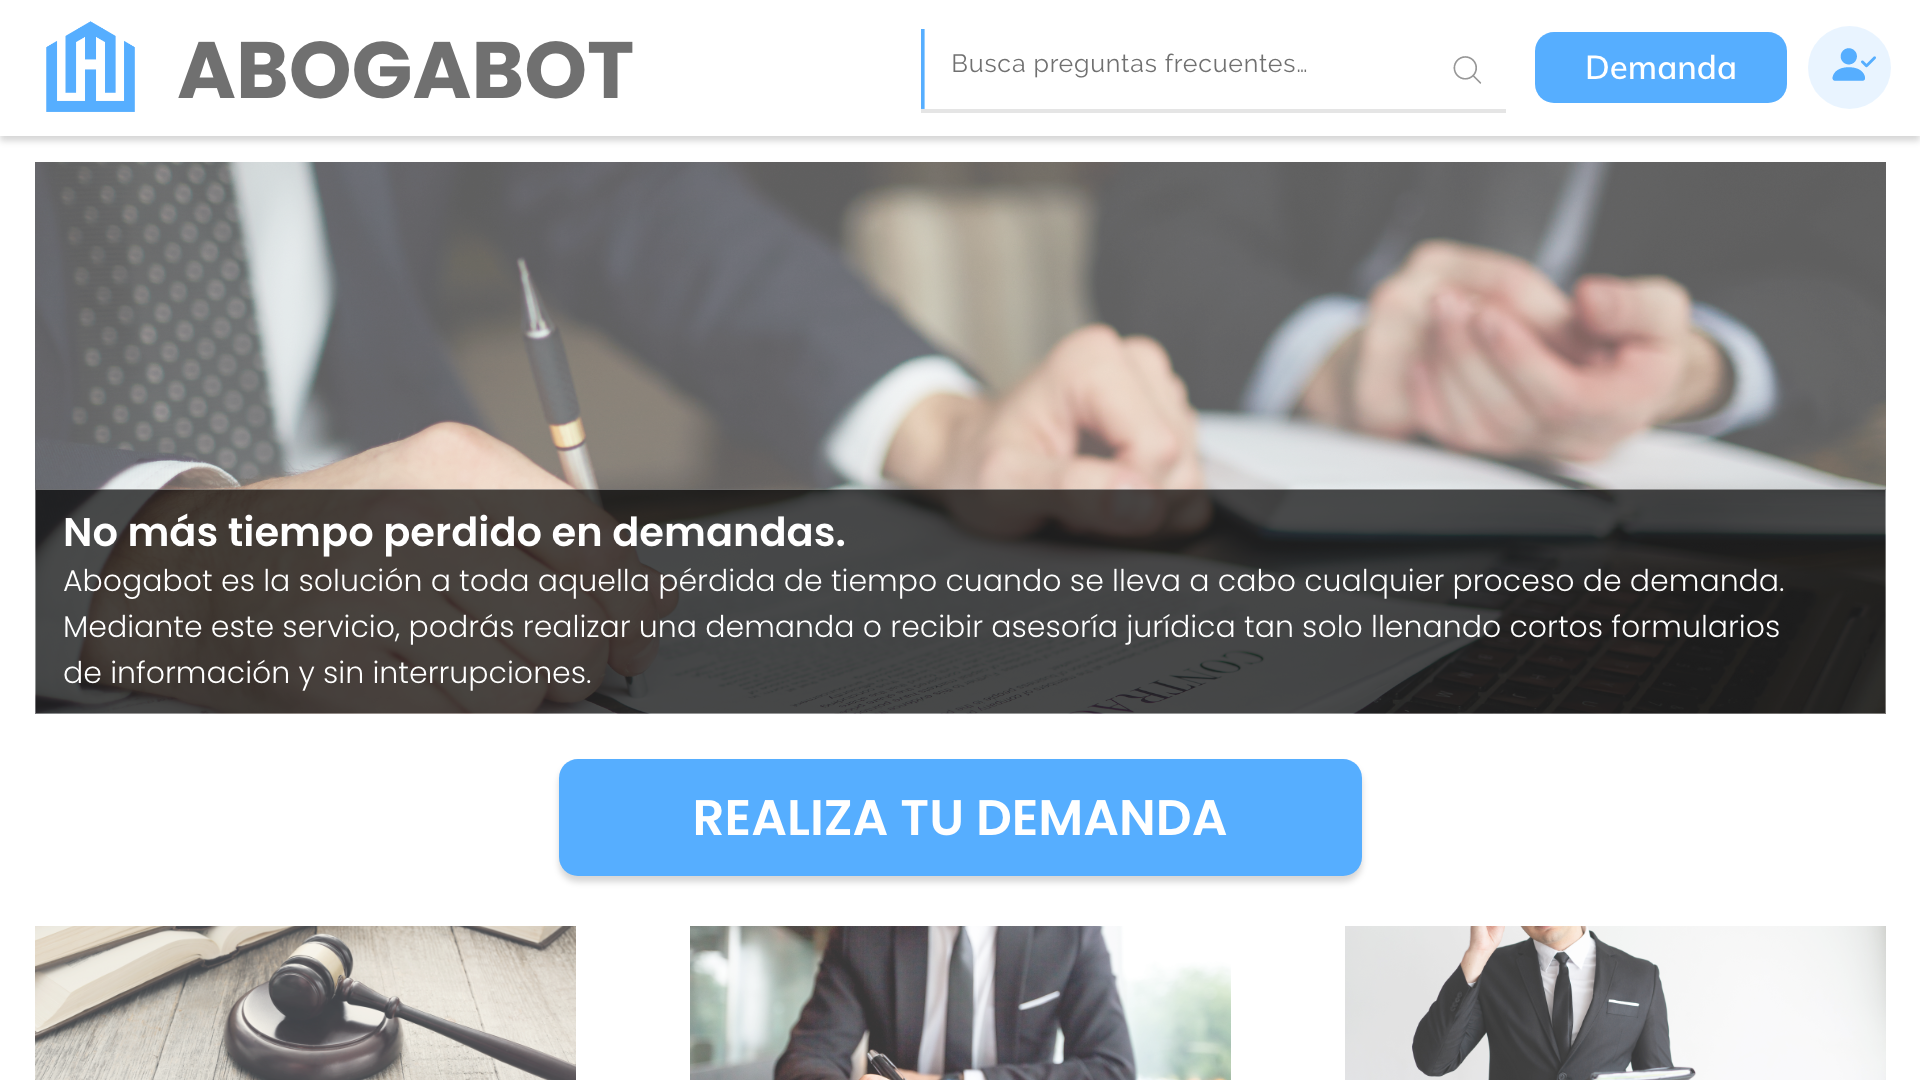 ABOGABOT
Busca preguntas frecuentes...
Demanda
No más tiempo perdido en demandas.
Abogabot es la solución a toda aquella pérdida de tiempo cuando se lleva a cabo cualquier proceso de demanda.
Mediante este servicio, podrás realizar una demanda o recibir asesoría jurídica tan solo llenando cortos formularios
de información y sin interrupciones.
REALIZA TU DEMANDA